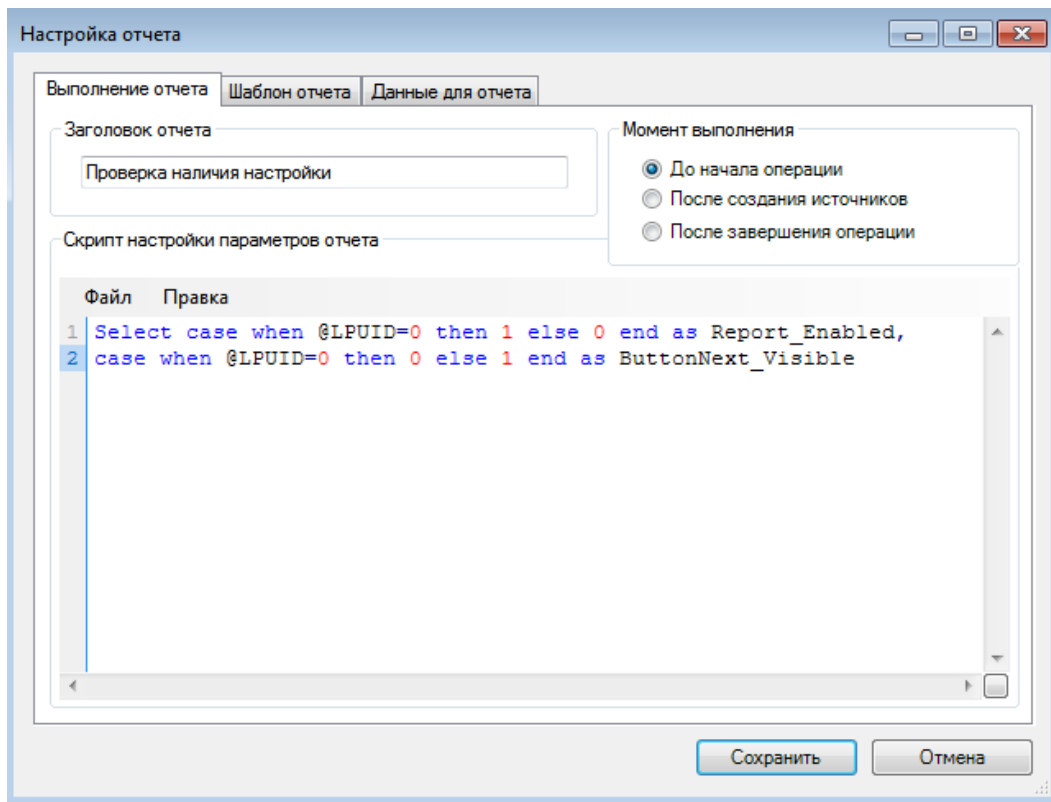 Настройка отчета
Выполнение отчета Шаблон отчета Данные для отчета
Заголовок отчета
Проверка наличия настройки
Момент выполнения
До начала операции
После создания источников
После завершения операции
Скрипт настройки параметров отчета
Файл Правка
1 Select case when @LPUID=0 then 1 else 0 end as Report_Enabled,
2 case when @LPUID=0 then 0 else 1 end as ButtonNext_Visible
Сохранить Отмена